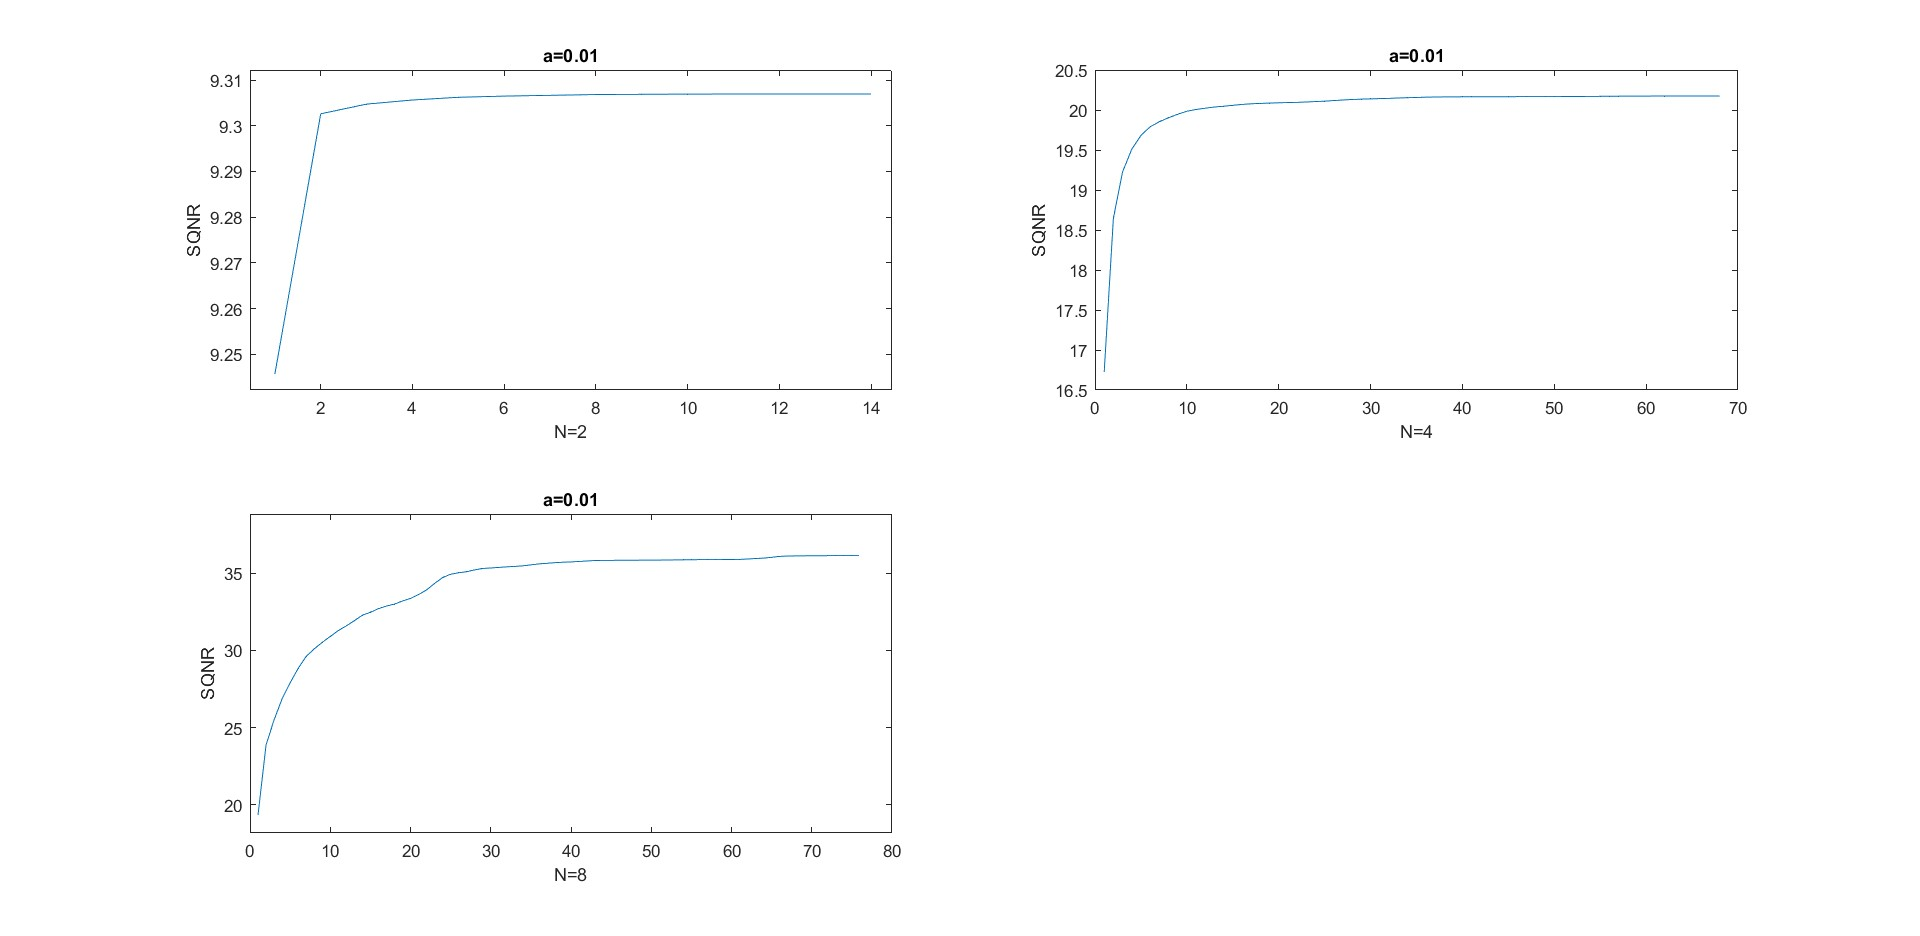 a=0.01
9.31
9.3
9.29
9.28
9.27
9.26
9.25
SQNR
2 4 6 8 10 12 14
N=2
a=0.01
20.5
20
19.5
19
18.5
18
17.5
17
16.5
SQNR
0 10 20 30 40 50 60 70
N=4
a=0.01
35
30
25
20
SQNR
0 10 20 30 40 50 60 70 80
N=8